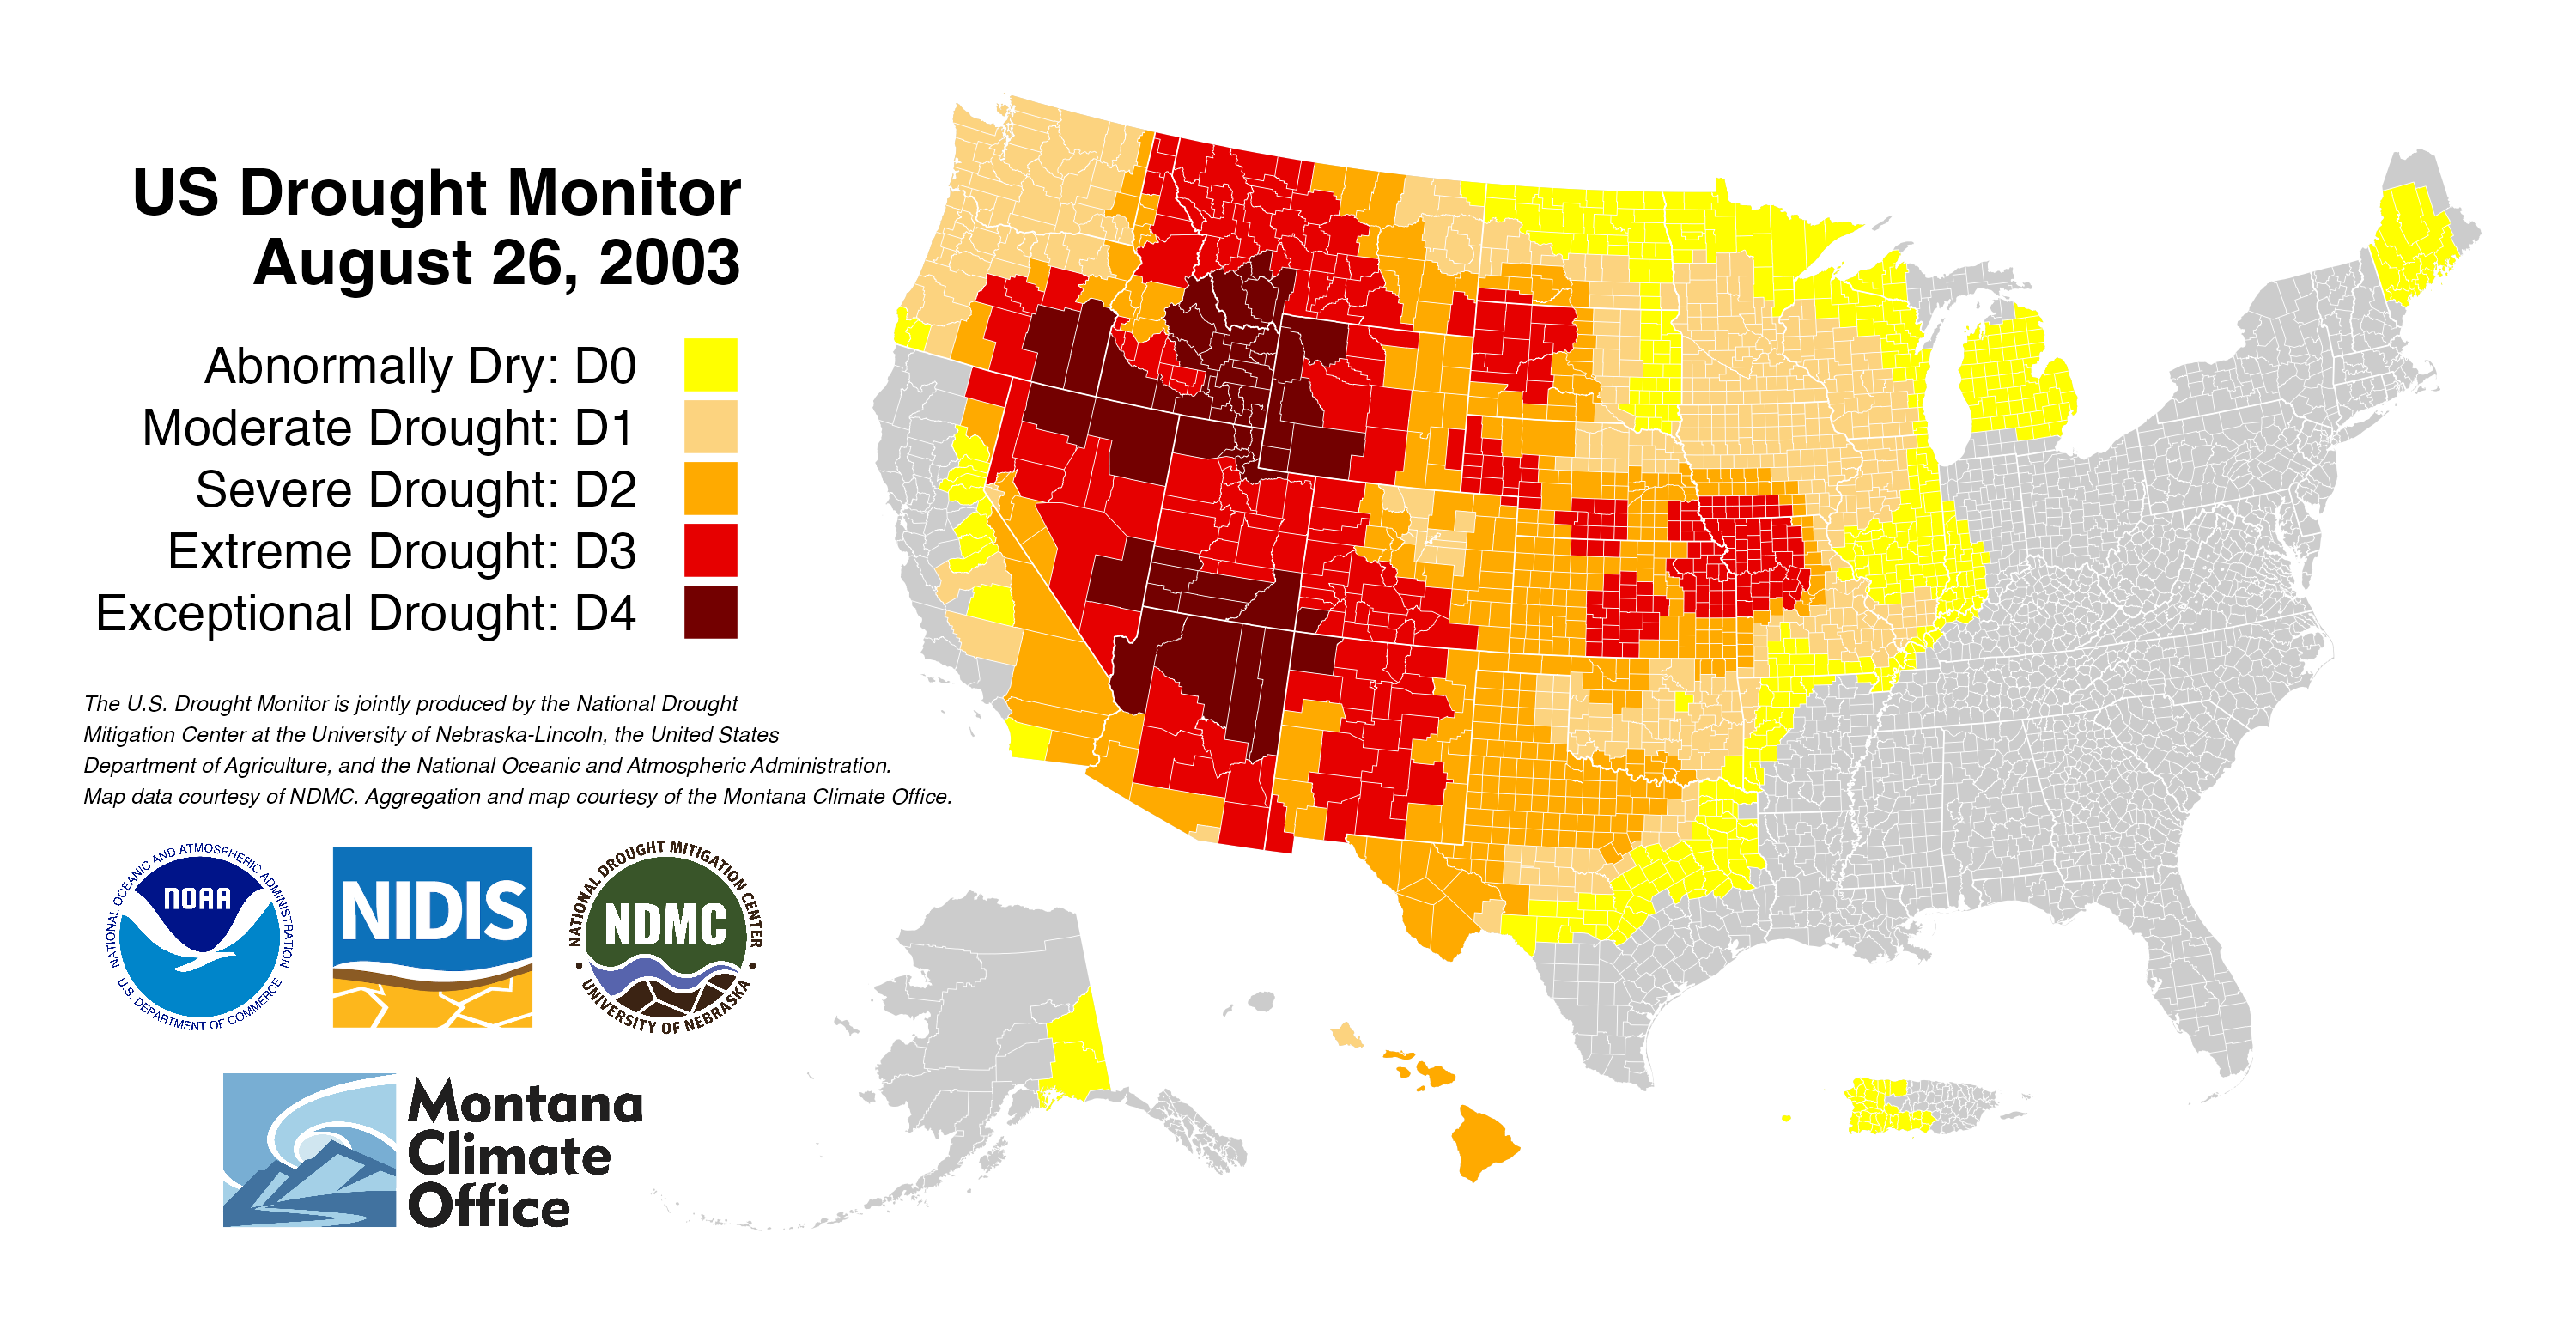 US Drought Monitor
August 26, 2003
Abnormally Dry: D0
Moderate Drought: D1
Severe Drought: D2
Extreme Drought: D3
Exceptional Drought: D4
The U.S. Drought Monitor is jointly produced by the National Drought
Mitigation Center at the University of Nebraska-Lincoln, the United States
Department of Agriculture, and the National Oceanic and Atmospheric Administration.
Map data courtesy of NDMC. Aggregation and map courtesy of the Montana Climate Office.
NATIONAL OCEANIC AND ATMOSPHERIC ADMINISTRATION
NOAA
U.S. DEPARTMENT OF COMMERCE
NIDIS
NATIONAL DROUGHT MITIGATION CENTER
NDMC
UNIVERSITY OF NEBRASKA
Montana
Climate
Office